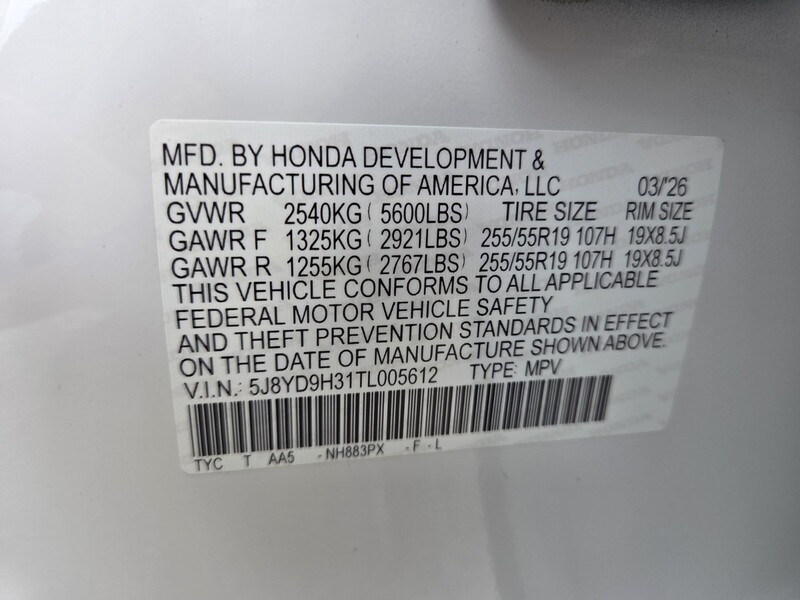 MFD. BY HONDA DEVELOPMENT &
MANUFACTURING OF AMERICA, LLC 03/'26
GVWR 2540KG ( 5600LBS) TIRE SIZE RIM SIZE
GAWR F 1325KG ( 2921LBS) 255/55R19 107H 19X8.5J
GAWR R 1255KG ( 2767LBS) 255/55R19 107H 19X8.5J
THIS VEHICLE CONFORMS TO ALL APPLICABLE
FEDERAL MOTOR VEHICLE SAFETY
AND THEFT PREVENTION STANDARDS IN EFFECT
ON THE DATE OF MANUFACTURE SHOWN ABOVE.
V.I.N.: 5J8YD9H31TL005612 TYPE: MPV
TYC T AA5 -NH883PX -F-L